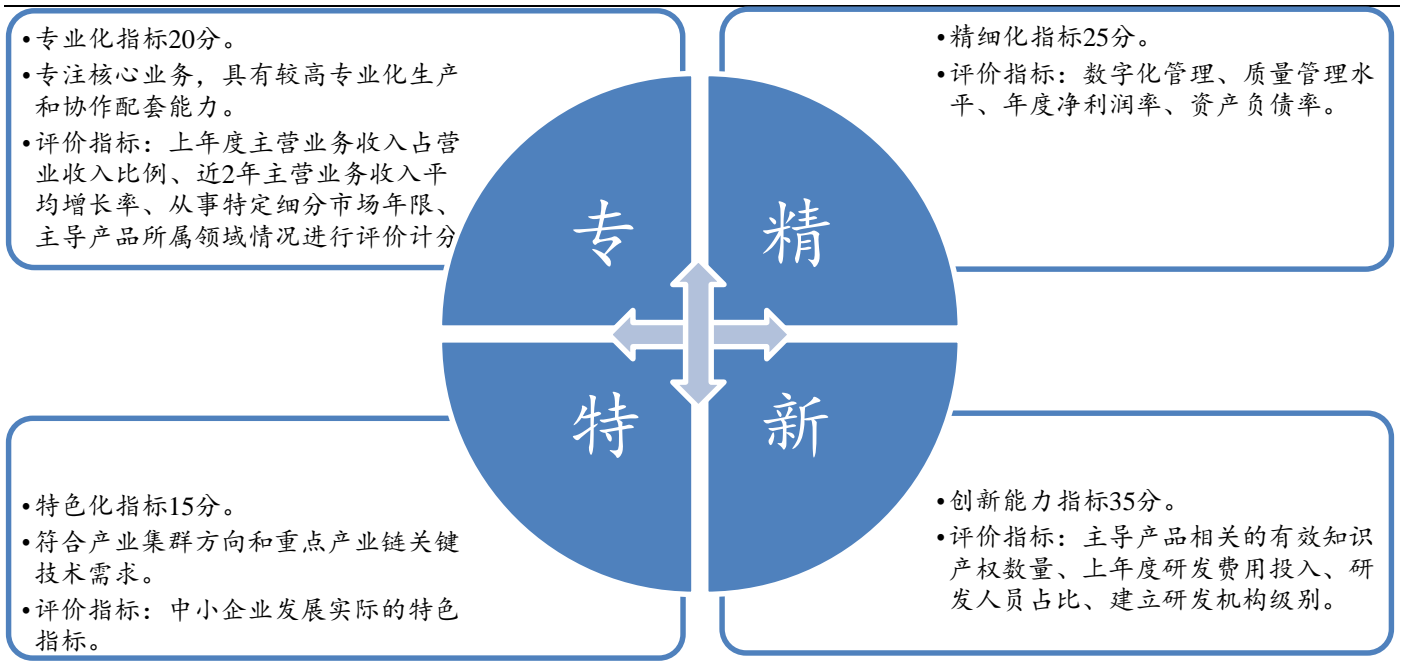 •专业化指标20分。
•专注核心业务，具有较高专业化生产
和协作配套能力。
•评价指标：上年度主营业务收入占营
业收入比例、近2年主营业务收入平
均增长率、从事特定细分市场年限、
主导产品所属领域情况进行评价计分
•精细化指标25分。
•评价指标：数字化管理、质量管理水
平、年度净利润率、资产负债率。
专
精
特
新
•特色化指标15分。
•符合产业集群方向和重点产业链关键
技术需求。
•评价指标：中小企业发展实际的特色
指标。
•创新能力指标35分。
•评价指标：主导产品相关的有效知识
产权数量、上年度研发费用投入、研
发人员占比、建立研发机构级别。